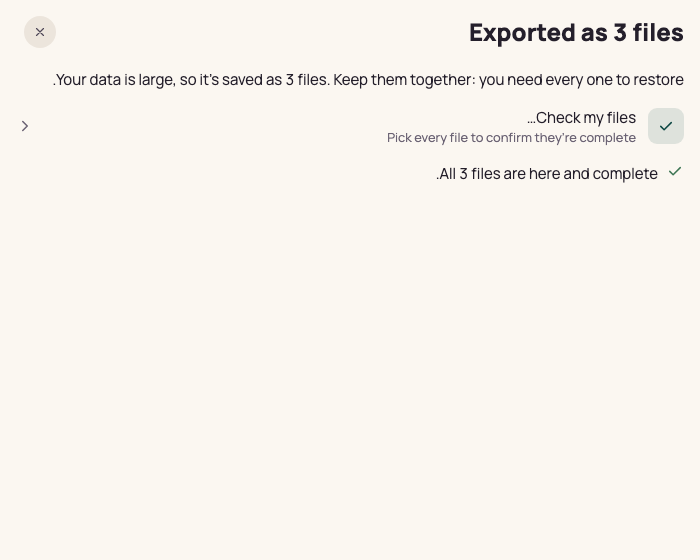 Exported as 3 files
Your data is large, so it's saved as 3 files. Keep them together: you need every one to restore.
Check my files…
Pick every file to confirm they're complete
All 3 files are here and complete.